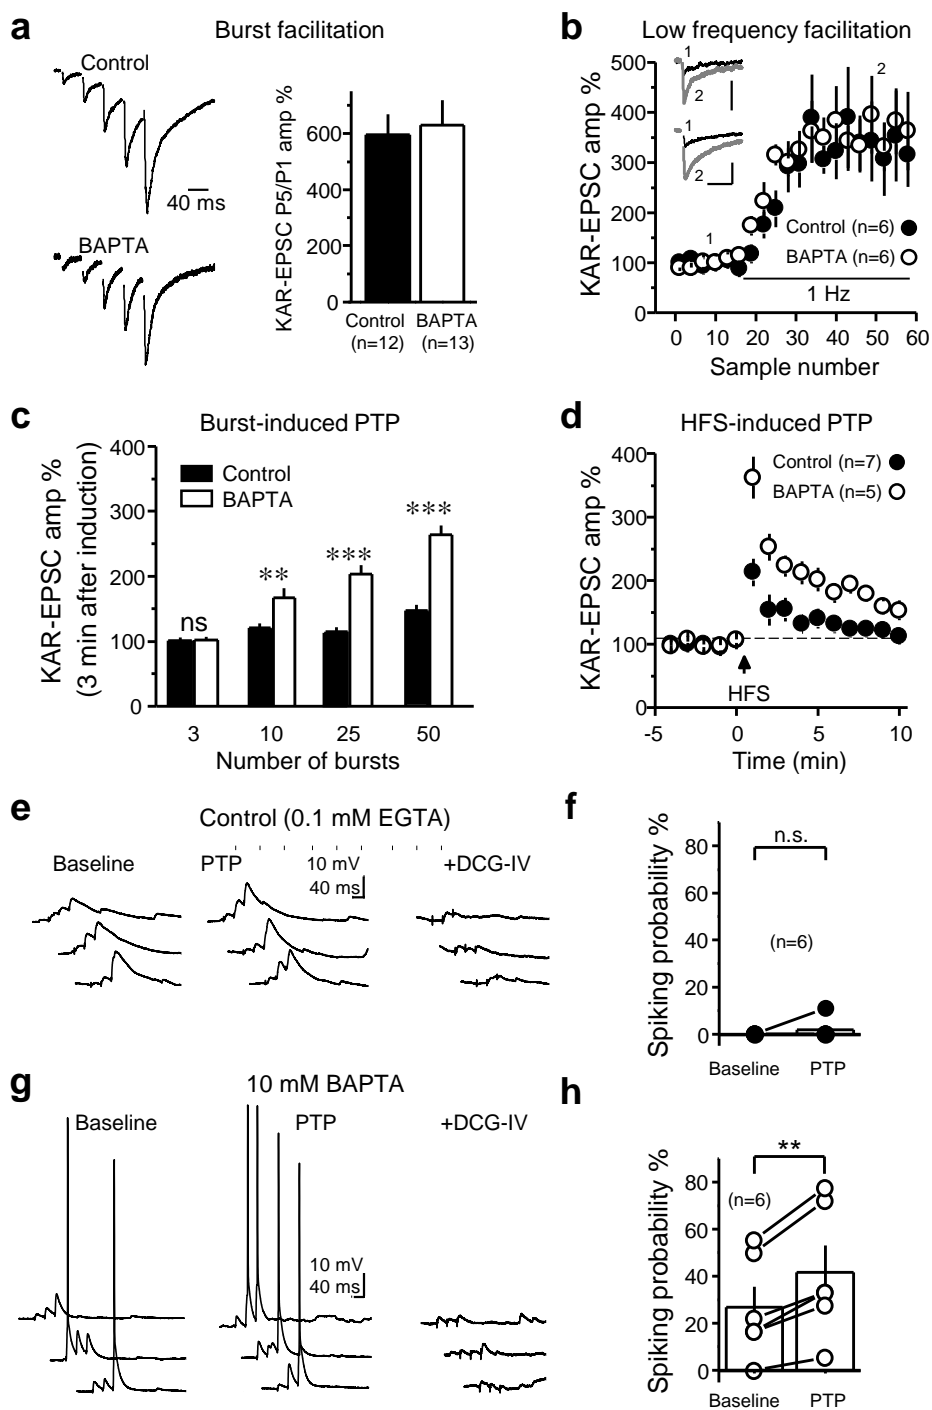 a
Burst facilitation
Control
40 ms
BAPTA
KAR-EPSC P5/P1 amp %
600
400
200
0
Control
(n=12)
BAPTA
(n=13)
b
Low frequency facilitation
KAR-EPSC amp %
500
400
300
200
100
0
1
2
2
2
1
Control (n=6)
BAPTA (n=6)
1 Hz
0 10 20 30 40 50 60
Sample number
c
Burst-induced PTP
KAR-EPSC amp %
(3 min after induction)
400
300
200
100
0
Control
BAPTA
ns
**
***
***
3 10 25 50
Number of bursts
d
HFS-induced PTP
KAR-EPSC amp %
400
300
200
100
0
Control (n=7)
BAPTA (n=5)
HFS
-5 0 5 10
Time (min)
e
Control (0.1 mM EGTA)
Baseline
PTP
10 mV
40 ms
+DCG-IV
f
Spiking probability %
80
60
40
20
0
n.s.
(n=6)
Baseline PTP
g
10 mM BAPTA
Baseline
PTP
+DCG-IV
10 mV
40 ms
h
Spiking probability %
80
60
40
20
0
**
(n=6)
Baseline PTP